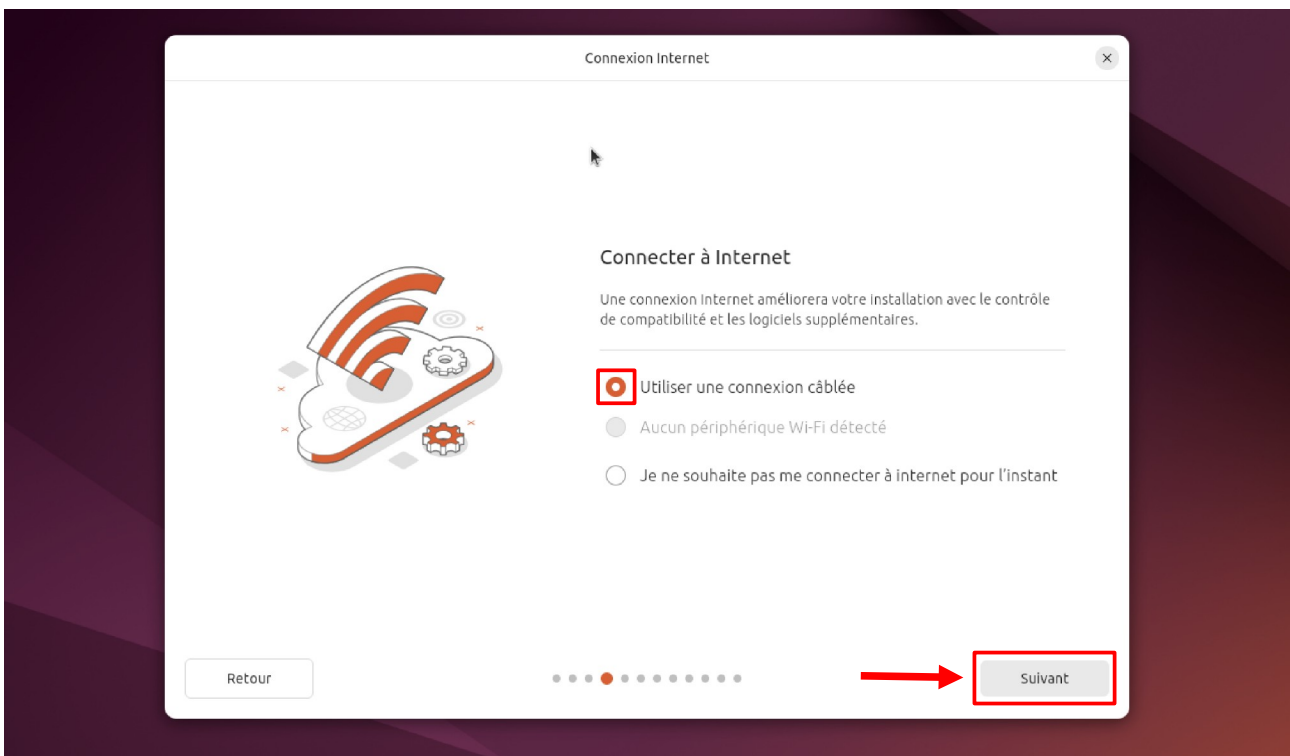 Connexion Internet
Connecter à Internet
Une connexion Internet améliorera votre installation avec le contrôle
de compatibilité et les logiciels supplémentaires.
Utiliser une connexion câblée
Aucun périphérique Wi-Fi détecté
Je ne souhaite pas me connecter à internet pour l'instant
Retour
Suivant